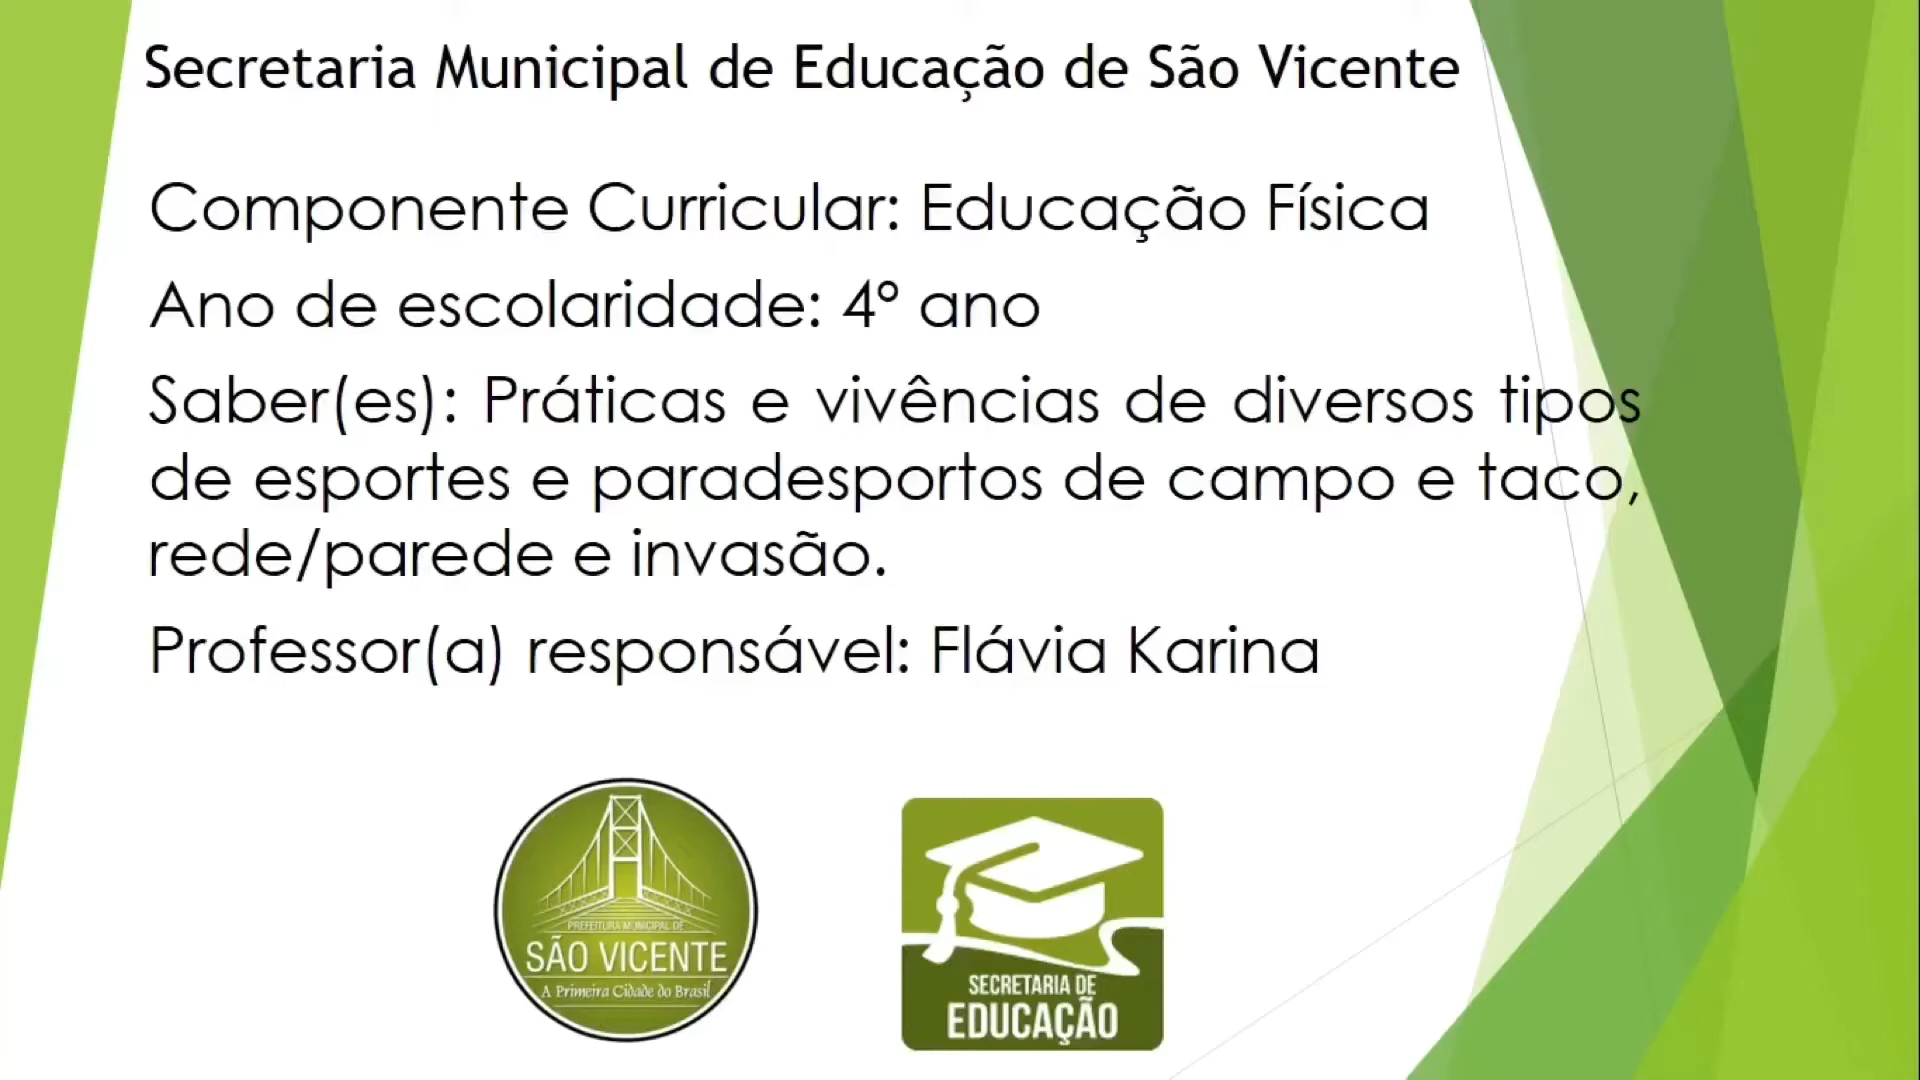 Secretaria Municipal de Educação de São Vicente
Componente Curricular: Educação Física
Ano de escolaridade: 4º ano
Saber(es): Práticas e vivências de diversos tipos
de esportes e paradesportos de campo e taco,
rede/parede e invasão.
Professor(a) responsável: Flávia Karina
PREFEITURA MUNICIPAL DE
SÃO VICENTE
A Primeira Cidade do Brasil
SECRETARIA DE
EDUCAÇÃO